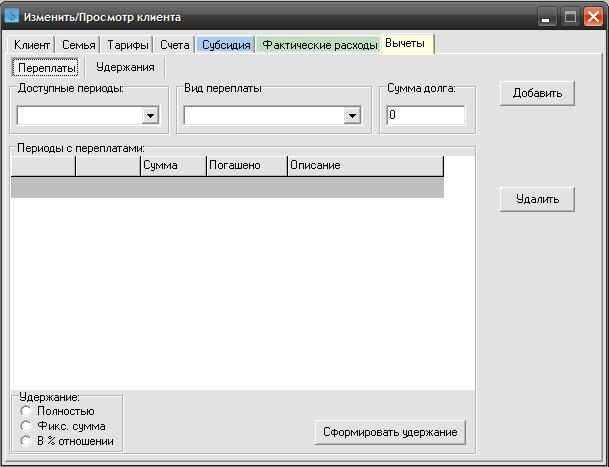 Изменить/Просмотр клиента
Клиент Семья Тарифы Счета Субсидия Фактические расходы Вычеты
Переплаты Удержания
Доступные периоды: Вид переплаты Сумма долга:
0
Добавить
Периоды с переплатами:
Сумма Погашено Описание
Удалить
Удержание:
Полностью
Фикс. сумма
В % отношении
Сформировать удержание